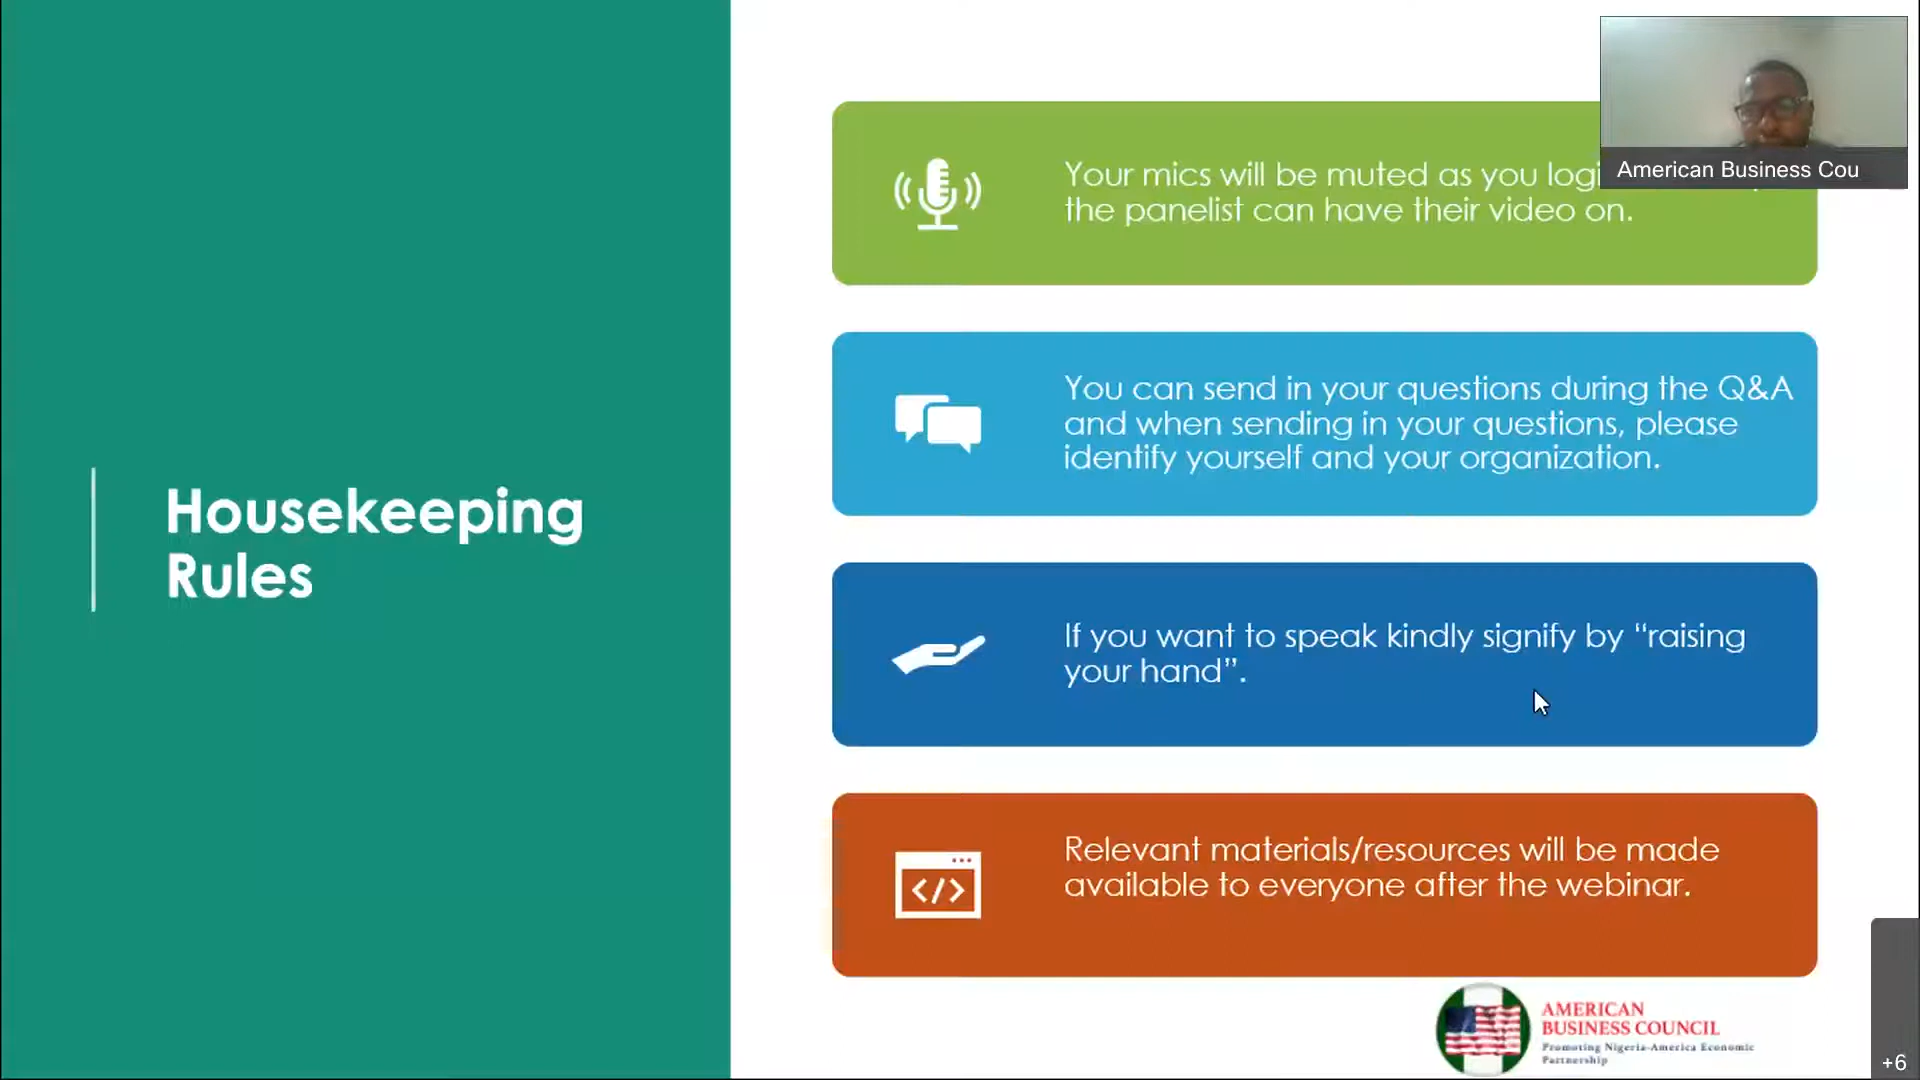 Housekeeping
Rules
Your mics will be muted as you logi
the panelist can have their video on.
You can send in your questions during the Q&A
and when sending in your questions, please
identify yourself and your organization.
If you want to speak kindly signify by “raising
your hand”.
Relevant materials/resources will be made
available to everyone after the webinar.
American Business Cou
AMERICAN
BUSINESS COUNCIL
Promoting Nigeria-America Economic
Partnership
+6